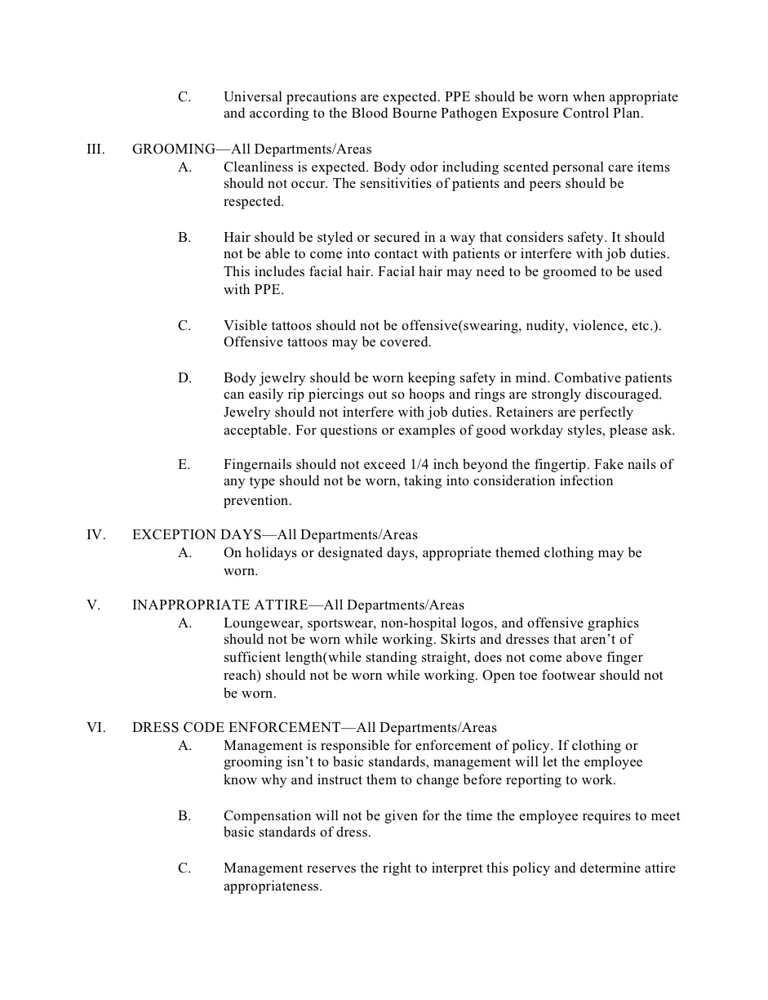 C. Universal precautions are expected. PPE should be worn when appropriate
and according to the Blood Bourne Pathogen Exposure Control Plan.
III. GROOMING—All Departments/Areas
A. Cleanliness is expected. Body odor including scented personal care items
should not occur. The sensitivities of patients and peers should be
respected.
B. Hair should be styled or secured in a way that considers safety. It should
not be able to come into contact with patients or interfere with job duties.
This includes facial hair. Facial hair may need to be groomed to be used
with PPE.
C. Visible tattoos should not be offensive(swearing, nudity, violence, etc.).
Offensive tattoos may be covered.
D. Body jewelry should be worn keeping safety in mind. Combative patients
can easily rip piercings out so hoops and rings are strongly discouraged.
Jewelry should not interfere with job duties. Retainers are perfectly
acceptable. For questions or examples of good workday styles, please ask.
E. Fingernails should not exceed 1/4 inch beyond the fingertip. Fake nails of
any type should not be worn, taking into consideration infection
prevention.
IV. EXCEPTION DAYS—All Departments/Areas
A. On holidays or designated days, appropriate themed clothing may be
worn.
V. INAPPROPRIATE ATTIRE—All Departments/Areas
A. Loungewear, sportswear, non-hospital logos, and offensive graphics
should not be worn while working. Skirts and dresses that aren’t of
sufficient length(while standing straight, does not come above finger
reach) should not be worn while working. Open toe footwear should not
be worn.
VI. DRESS CODE ENFORCEMENT—All Departments/Areas
A. Management is responsible for enforcement of policy. If clothing or
grooming isn’t to basic standards, management will let the employee
know why and instruct them to change before reporting to work.
B. Compensation will not be given for the time the employee requires to meet
basic standards of dress.
C. Management reserves the right to interpret this policy and determine attire
appropriateness.